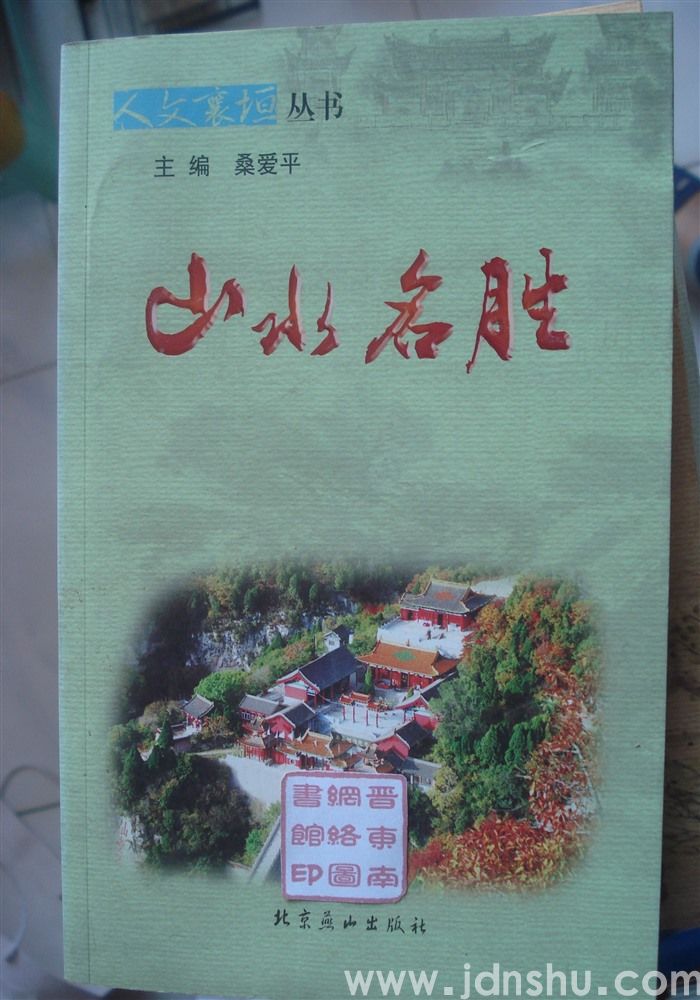 人文襄垣 丛书
主编 桑爱平
山水名胜
晋東南
網絡圖
書館印
北京燕山出版社
www.jdnshu.com